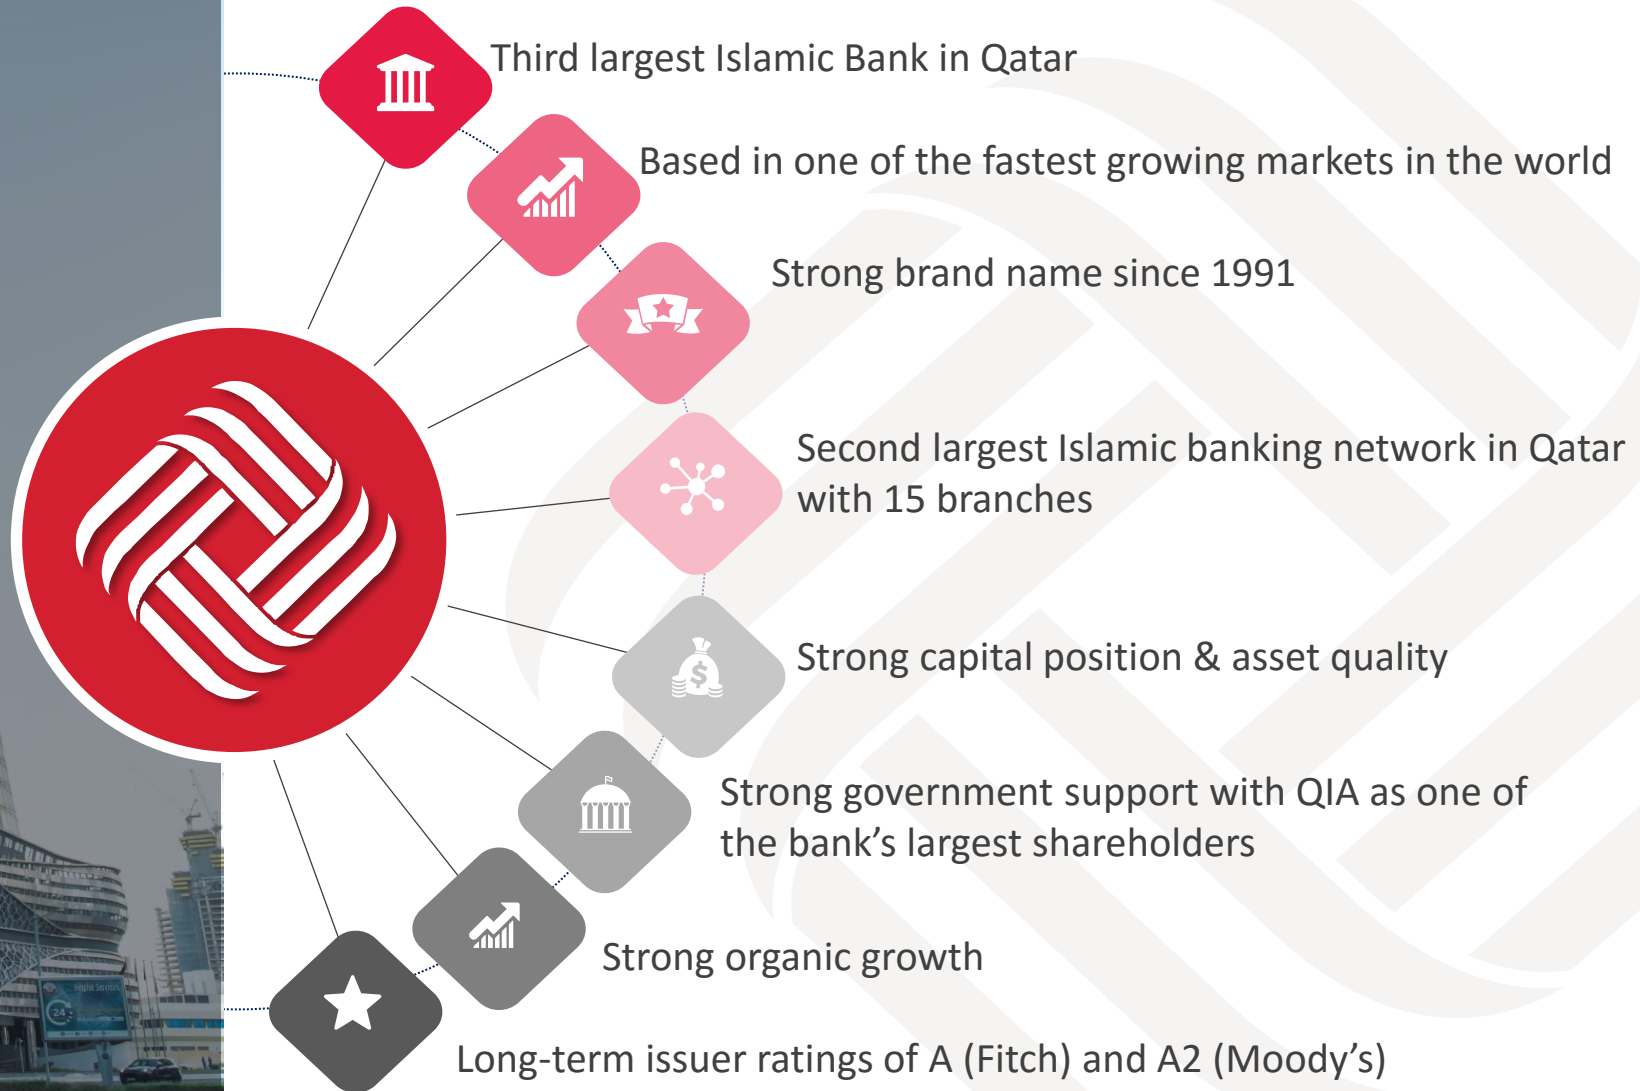 Third largest Islamic Bank in Qatar
Based in one of the fastest growing markets in the world
Strong brand name since 1991
Second largest Islamic banking network in Qatar
with 15 branches
$
Strong capital position & asset quality
Strong government support with QIA as one of
the bank’s largest shareholders
Strong organic growth
24
Long-term issuer ratings of A (Fitch) and A2 (Moody’s)